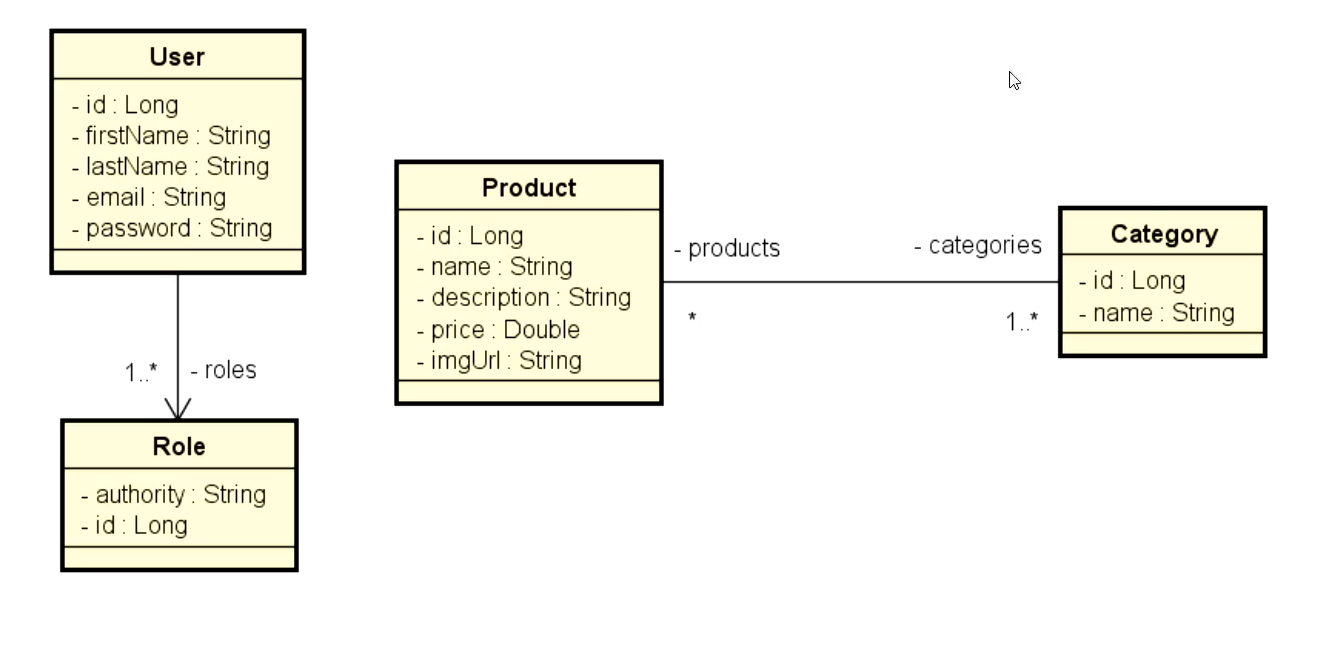 User
- id : Long
- firstName : String
- lastName : String
- email : String
- password : String
1..*
- roles
Role
- authority : String
- id : Long
Product
- id : Long
- name : String
- description : String
- price : Double
- imgUrl : String
- products
*
- categories
1..*
Category
- id : Long
- name : String